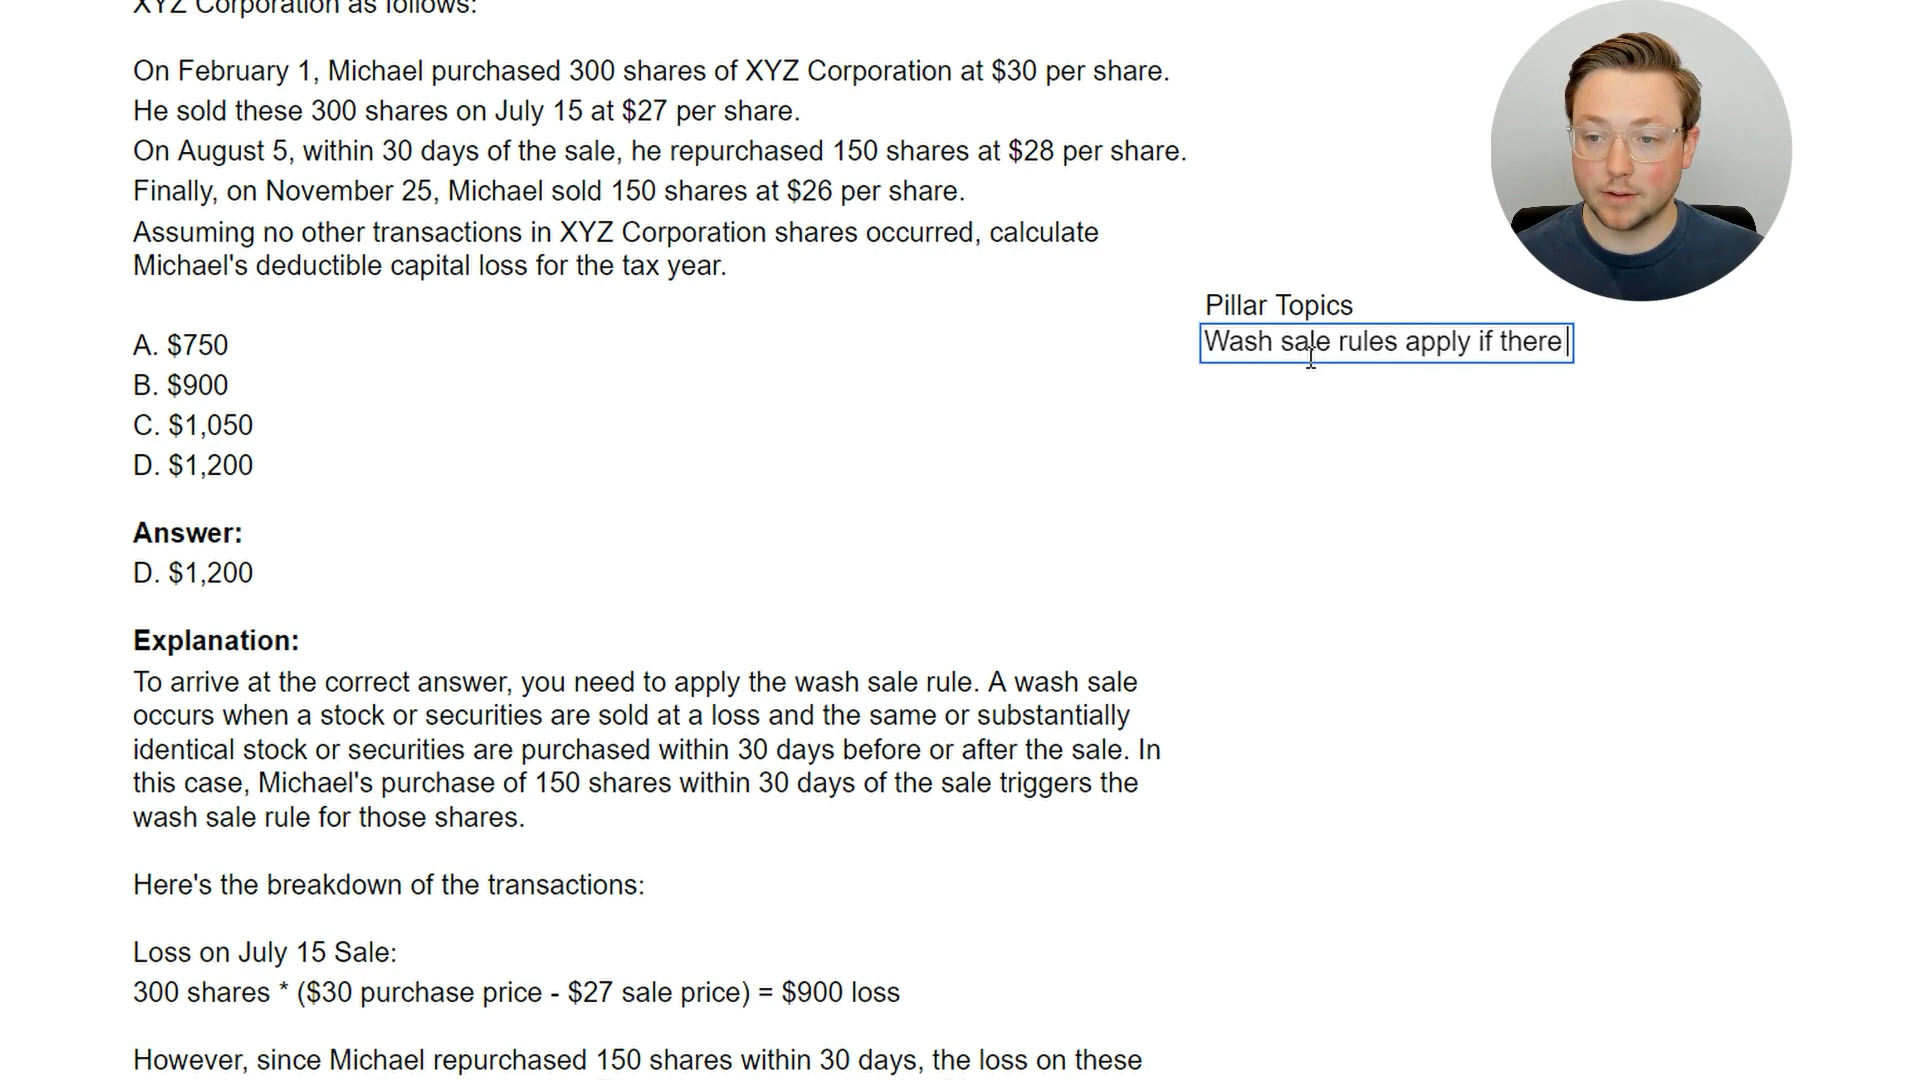 XYZ Corporation as follows:
On February 1, Michael purchased 300 shares of XYZ Corporation at $30 per share.
He sold these 300 shares on July 15 at $27 per share.
On August 5, within 30 days of the sale, he repurchased 150 shares at $28 per share.
Finally, on November 25, Michael sold 150 shares at $26 per share.
Assuming no other transactions in XYZ Corporation shares occurred, calculate
Michael's deductible capital loss for the tax year.
Pillar Topics
Wash sale rules apply if there
A. $750
B. $900
C. $1,050
D. $1,200
Answer:
D. $1,200
Explanation:
To arrive at the correct answer, you need to apply the wash sale rule. A wash sale
occurs when a stock or securities are sold at a loss and the same or substantially
identical stock or securities are purchased within 30 days before or after the sale. In
this case, Michael's purchase of 150 shares within 30 days of the sale triggers the
wash sale rule for those shares.
Here's the breakdown of the transactions:
Loss on July 15 Sale:
300 shares * ($30 purchase price - $27 sale price) = $900 loss
However, since Michael repurchased 150 shares within 30 days, the loss on these